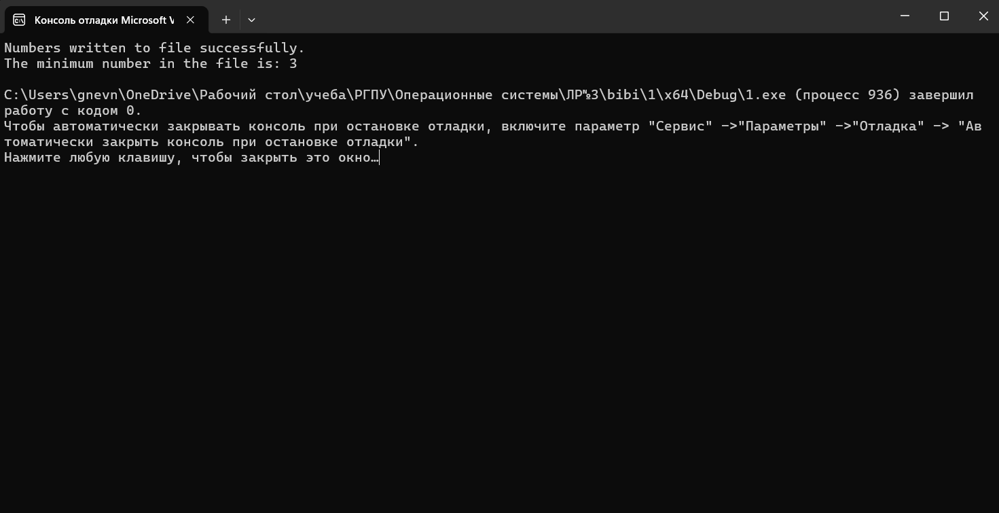 Консоль отладки Microsoft V
Numbers written to file successfully.
The minimum number in the file is: 3
C:\Users\gnevn\OneDrive\Рабочий стол\учеба\РГПУ\Операционные системы\ЛР№3\bibi\1\x64\Debug\1.exe (процесс 936) завершил
работу с кодом 0.
Чтобы автоматически закрывать консоль при остановке отладки, включите параметр "Сервис" ->"Параметры" ->"Отладка" -> "Ав
томатически закрыть консоль при остановке отладки".
Нажмите любую клавишу, чтобы закрыть это окно…